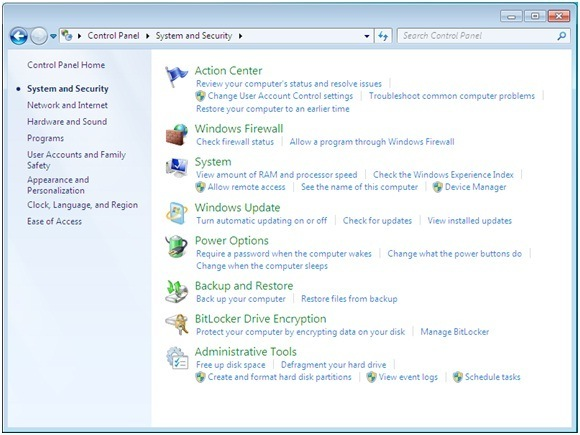 Control Panel ▸ System and Security ▸
Search Control Panel
Control Panel Home
System and Security
Network and Internet
Hardware and Sound
Programs
User Accounts and Family
Safety
Appearance and
Personalization
Clock, Language, and Region
Ease of Access
Action Center
Review your computer's status and resolve issues
Change User Account Control settings | Troubleshoot common computer problems
Restore your computer to an earlier time
Windows Firewall
Check firewall status | Allow a program through Windows Firewall
System
View amount of RAM and processor speed | Check the Windows Experience Index
Allow remote access | See the name of this computer | Device Manager
Windows Update
Turn automatic updating on or off | Check for updates | View installed updates
Power Options
Require a password when the computer wakes | Change what the power buttons do
Change when the computer sleeps
Backup and Restore
Back up your computer | Restore files from backup
BitLocker Drive Encryption
Protect your computer by encrypting data on your disk | Manage BitLocker
Administrative Tools
Free up disk space | Defragment your hard drive
Create and format hard disk partitions | View event logs | Schedule tasks